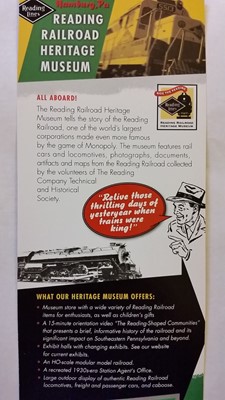 Reading
Lines
Hamburg, Pa
READING
RAILROAD
HERITAGE
MUSEUM
ALL ABOARD!
The Reading Railroad Heritage
Museum tells the story of the Reading
Railroad, one of the world's largest
corporations made even more famous
by the game of Monopoly. The museum features rail
cars and locomotives, photographs, documents,
artifacts and maps from the Reading Railroad collected
by the volunteers of The Reading
Company Technical
and Historical
Society.
Reading
Lines
READING RAILROAD
HERITAGE MUSEUM
"Relive those
thrilling days of
yesteryear when
trains were
king!"
WHAT OUR HERITAGE MUSEUM OFFERS:
• Museum store with a wide variety of Reading Railroad
items for enthusiasts, as well as children's gifts
• A 15-minute orientation video "The Reading-Shaped Communities"
that presents a brief, informative history of the railroad and its
significant impact on Southeastern Pennsylvania and beyond.
• Exhibit halls with changing exhibits. See our website
for current exhibits.
• An HO-scale modular model railroad.
• A recreated 1930s-era Station Agent's Office.
• Large outdoor display of authentic Reading Railroad
locomotives, freight and passenger cars, and caboose.